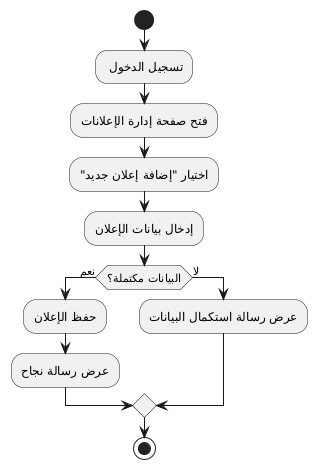 تسجيل الدخول
فتح صفحة إدارة الإعلانات
اختيار "إضافة إعلان جديد"
إدخال بيانات الإعلان
البيانات مكتملة؟
نعم
لا
حفظ الإعلان
عرض رسالة استكمال البيانات
عرض رسالة نجاح